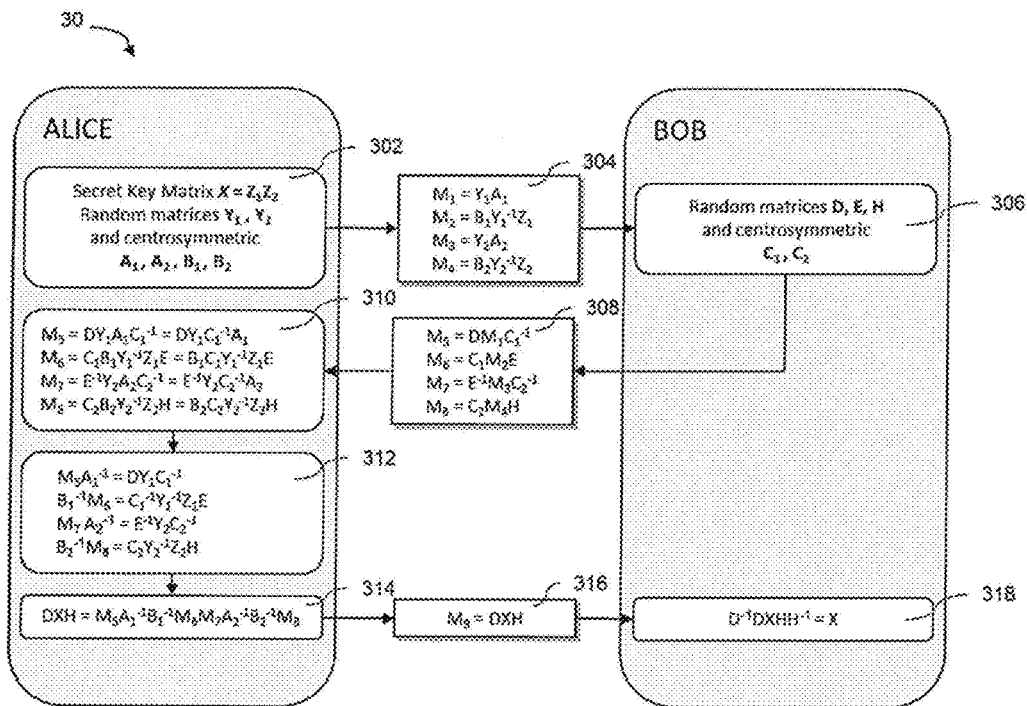 30
ALICE
302
Secret Key Matrix X = Z₁Z₂
Random matrices Y₁, Y₂
and centrosymmetric
A₁, A₂, B₁, B₂
304
M₁ = Y₁A₁
M₂ = B₁Y₁⁻¹Z₁
M₃ = Y₂A₂
M₄ = B₂Y₂⁻¹Z₂
BOB
306
Random matrices D, E, H
and centrosymmetric
C₁, C₂
310
M₅ = DY₁A₁C₁⁻¹ = DY₁C₁⁻¹A₁
M₆ = C₁B₁Y₁⁻¹Z₁E = B₁C₁Y₁⁻¹Z₁E
M₇ = E⁻¹Y₂A₂C₂⁻¹ = E⁻¹Y₂C₂⁻¹A₂
M₈ = C₂B₂Y₂⁻¹Z₂H = B₂C₂Y₂⁻¹Z₂H
308
M₅ = DM₁C₁⁻¹
M₆ = C₁M₂E
M₇ = E⁻¹M₃C₂⁻¹
M₈ = C₂M₄H
312
M₅A₁⁻¹ = DY₁C₁⁻¹
B₁⁻¹M₆ = C₁⁻¹Y₁⁻¹Z₁E
M₇A₂⁻¹ = E⁻¹Y₂C₂⁻¹
B₂⁻¹M₈ = C₂Y₂⁻¹Z₂H
314
DXH = M₅A₁⁻¹B₁⁻¹M₆M₇A₂⁻¹B₂⁻¹M₈
316
M₉ = DXH
318
D⁻¹DXHH⁻¹ = X